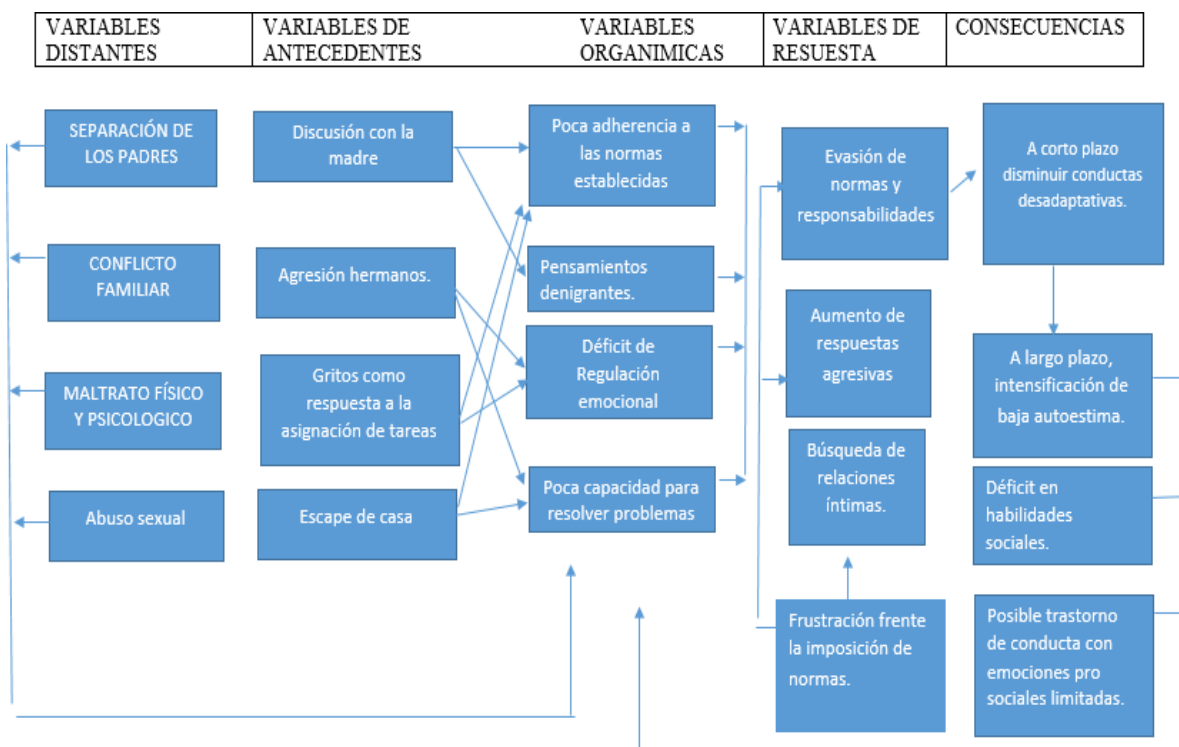 VARIABLES
DISTANTES
VARIABLES DE
ANTECEDENTES
VARIABLES
ORGANIMICAS
VARIABLES DE
RESUESTA
CONSECUENCIAS
SEPARACIÓN DE
LOS PADRES
CONFLICTO
FAMILIAR
MALTRATO FÍSICO
Y PSICOLOGICO
Abuso sexual
Discusión con la
madre
Agresión hermanos.
Gritos como
respuesta a la
asignación de tareas
Escape de casa
Poca adherencia a
las normas
establecidas
Pensamientos
denigrantes.
Déficit de
Regulación
emocional
Poca capacidad para
resolver problemas
Evasión de
normas y
responsabilidades
Aumento de
respuestas
agresivas
Búsqueda de
relaciones
íntimas.
Frustración frente
la imposición de
normas.
A corto plazo
disminuir conductas
desadaptativas.
A largo plazo,
intensificación de
baja autoestima.
Déficit en
habilidades
sociales.
Posible trastorno
de conducta con
emociones pro
sociales limitadas.